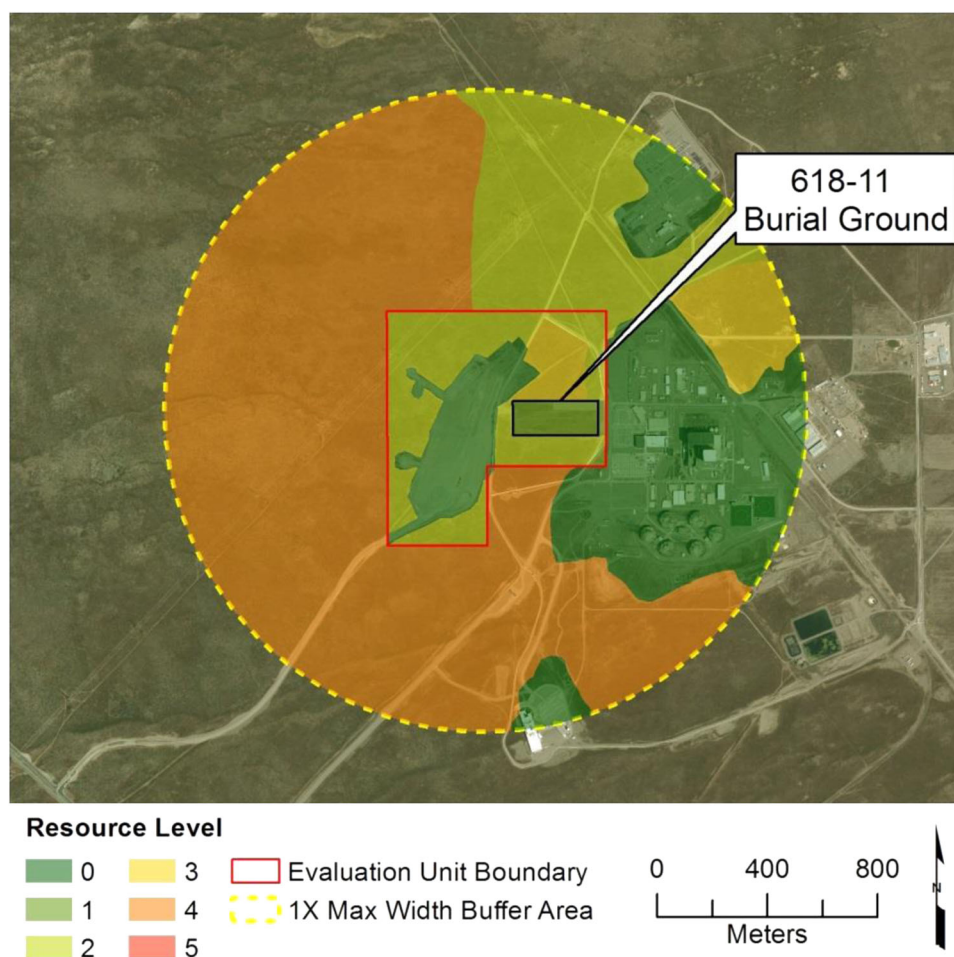 618-11
Burial Ground
Resource Level
0
3
Evaluation Unit Boundary
1
4
1X Max Width Buffer Area
2
5
0 400 800
Meters
N